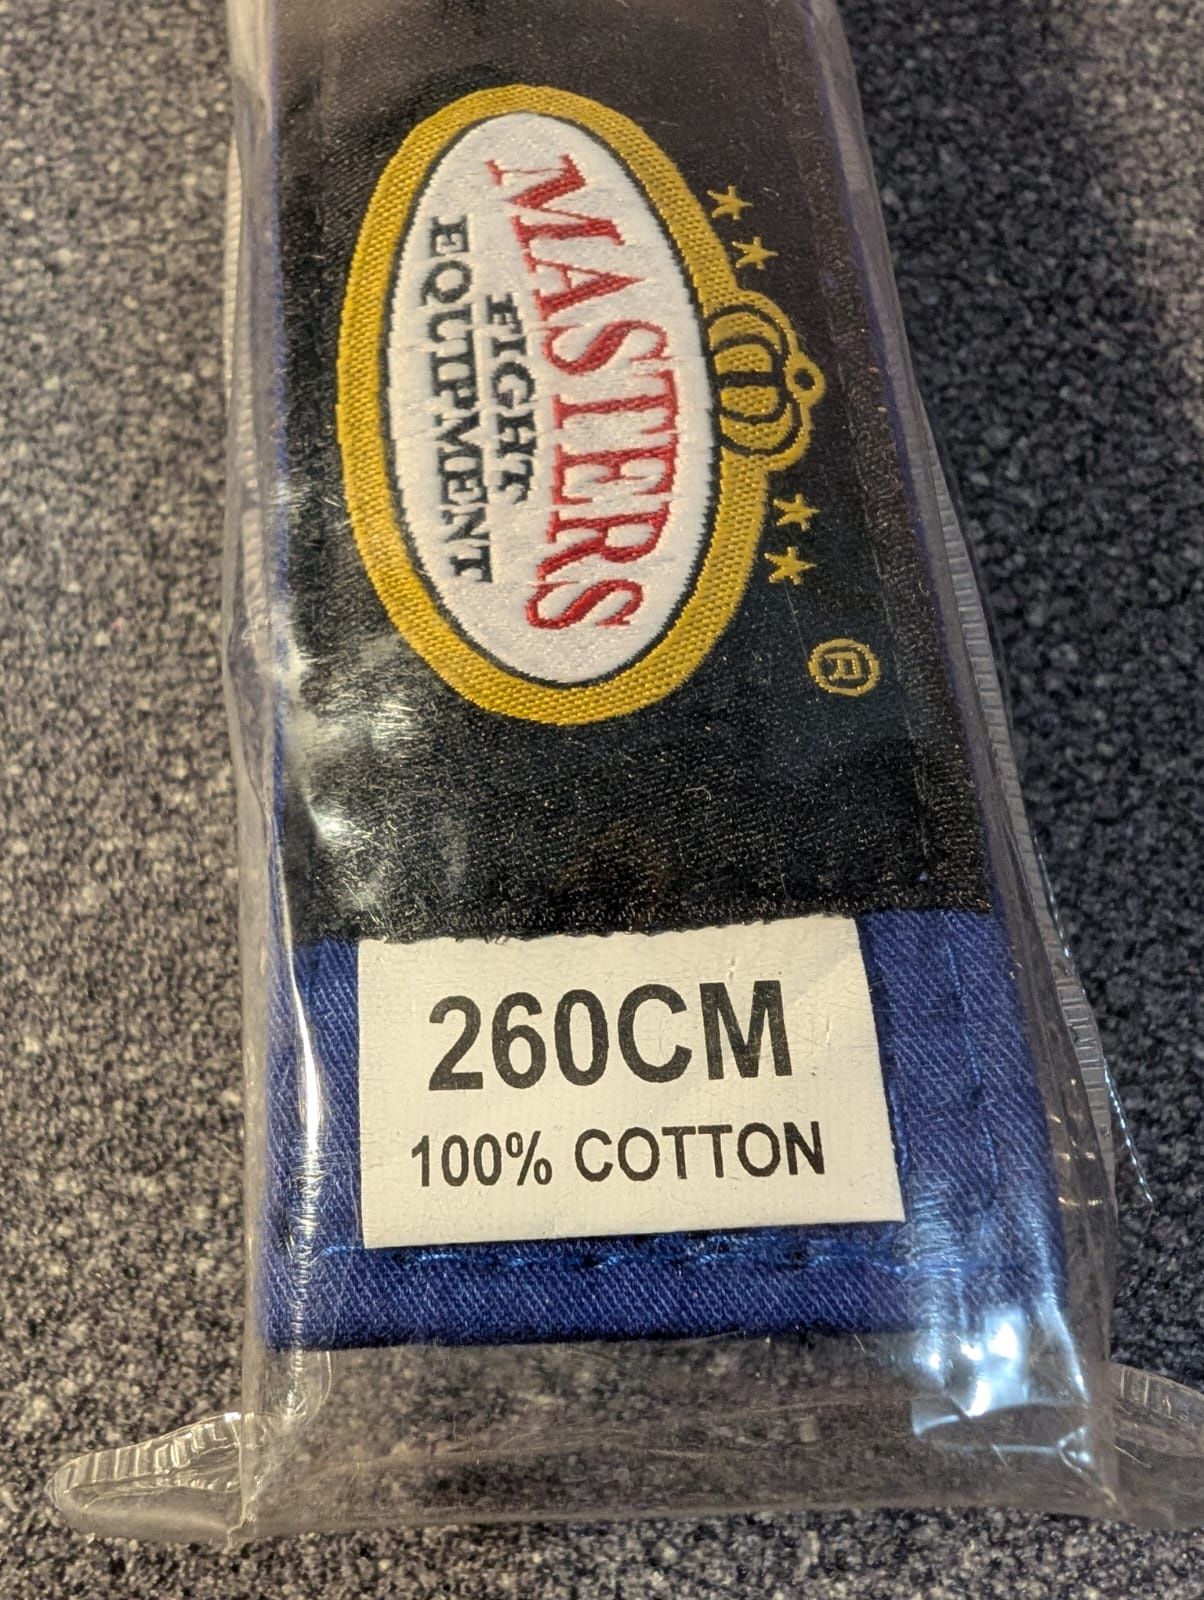 MASTERS
FIGHT
EQUIPMENT
®
260CM
100% COTTON